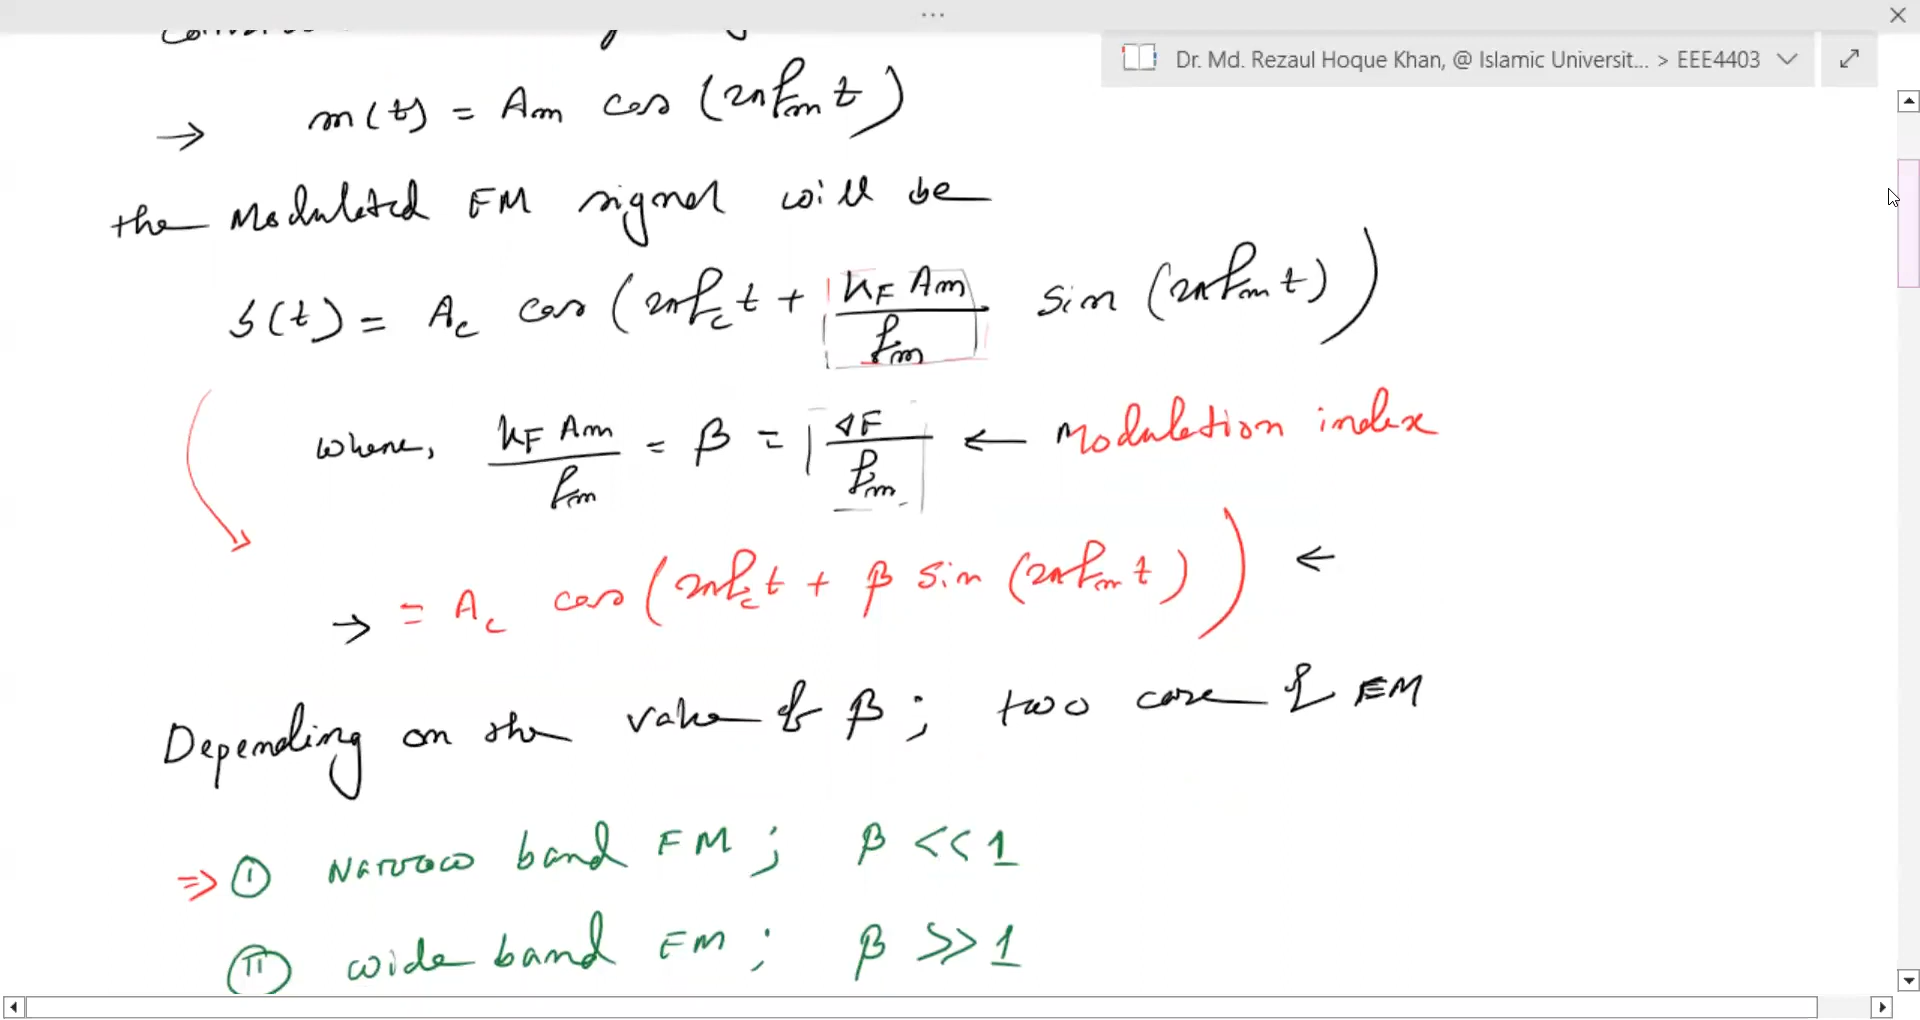 Dr. Md. Rezaul Hoque Khan, @ Islamic Universit... > EEE4403
→ m(t) = Am cos (2πfm t)
the Modulated FM signal will be
S(t) = Ac cos (2πfc t + KF Am / fm sin (2πfm t))
where, KF Am / fm = β = ΔF / fm ← Modulation index
→ = Ac cos (2πfc t + β sin (2πfm t)) ←
Depending on the value of β ; two case of FM
⇒ (I) Narrow band FM ; β << 1
(II) wide band FM ; β >> 1